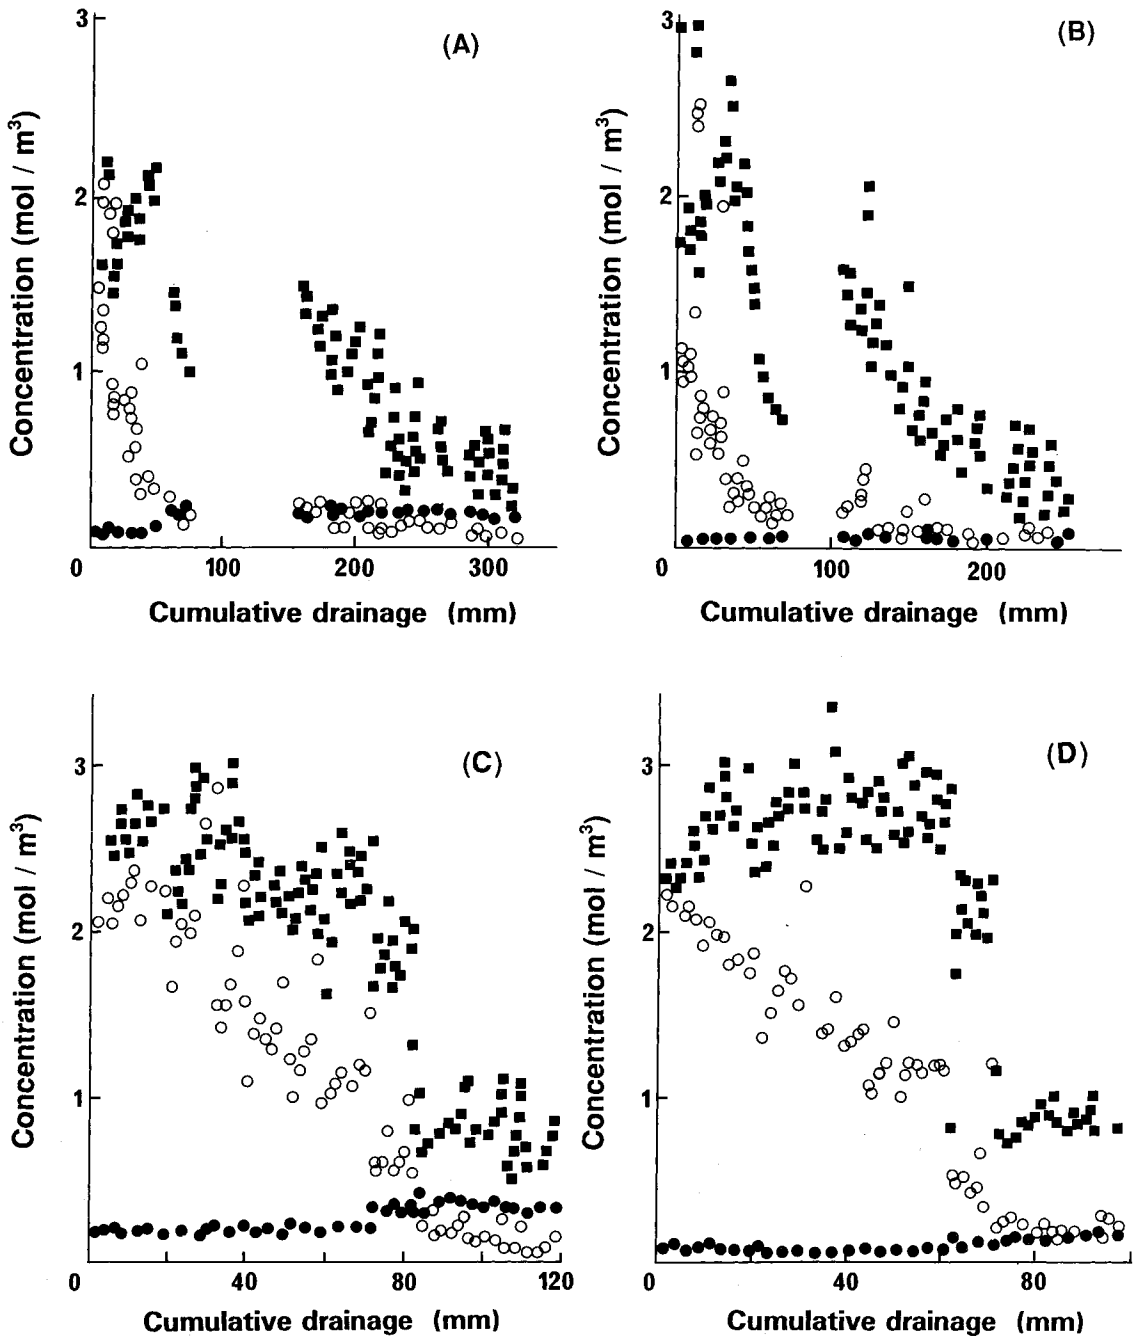 (A)
3
2
1
0
100
200
300
Concentration (mol / m³)
Cumulative drainage (mm)
(B)
3
2
1
0
100
200
Concentration (mol / m³)
Cumulative drainage (mm)
(C)
3
2
1
0
40
80
120
Concentration (mol / m³)
Cumulative drainage (mm)
(D)
3
2
1
0
40
80
Concentration (mol / m³)
Cumulative drainage (mm)